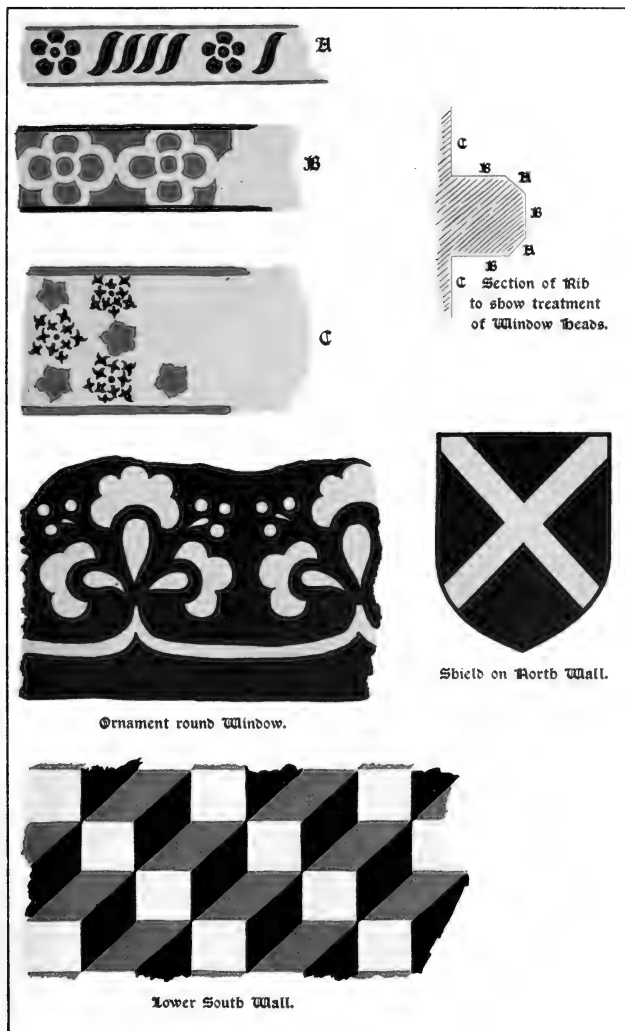 A
B
C
C
B
A
B
A
B
C Section of Rib
to show treatment
of Window Heads.
Shield on North Wall.
Ornament round Window.
Lower South Wall.